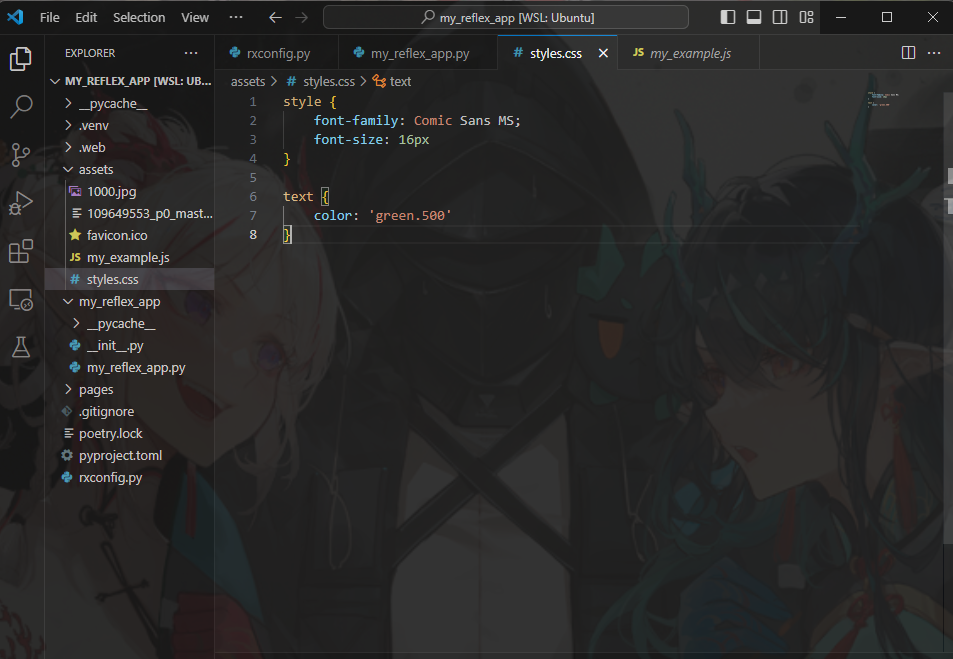 File Edit Selection View ··· my_reflex_app [WSL: Ubuntu]
EXPLORER ···
MY_REFLEX_APP [WSL: UB...
__pycache__
.venv
.web
assets
1000.jpg
109649553_p0_mast...
favicon.ico
JS my_example.js
# styles.css
my_reflex_app
__pycache__
__init__.py
my_reflex_app.py
pages
.gitignore
poetry.lock
pyproject.toml
rxconfig.py
rxconfig.py my_reflex_app.py # styles.css JS my_example.js ···
assets > # styles.css > text
1 style {
2 font-family: Comic Sans MS;
3 font-size: 16px
4 }
5
6 text {
7 color: 'green.500'
8 }